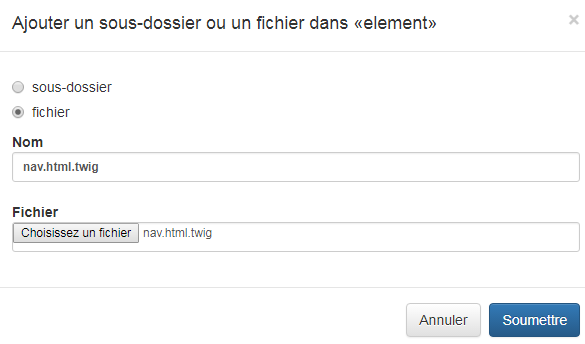 Ajouter un sous-dossier ou un fichier dans «element»
×
sous-dossier
fichier
Nom
nav.html.twig
Fichier
Choisissez un fichier nav.html.twig
Annuler Soumettre